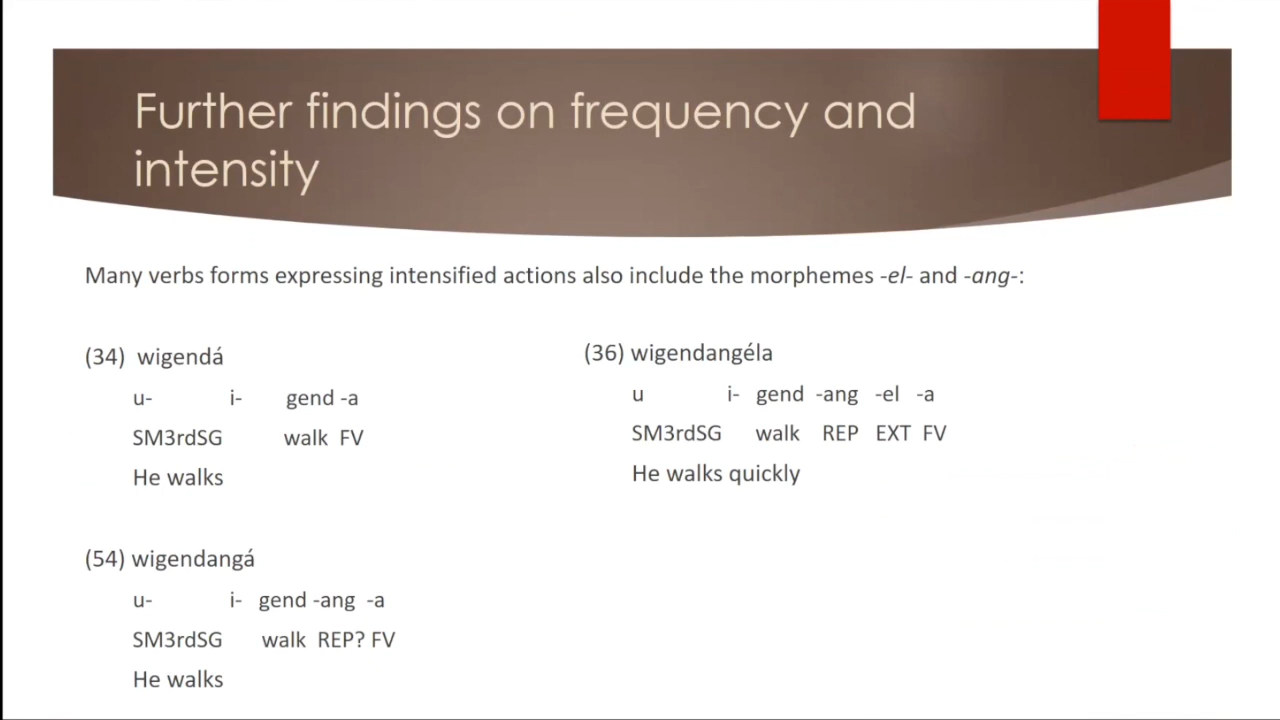 Further findings on frequency and
intensity
Many verbs forms expressing intensified actions also include the morphemes -el- and -ang-:
(34) wigendá
u- i- gend -a
SM3rdSG walk FV
He walks
(54) wigendangá
u- i- gend -ang -a
SM3rdSG walk REP? FV
He walks
(36) wigendangéla
u i- gend -ang -el -a
SM3rdSG walk REP EXT FV
He walks quickly